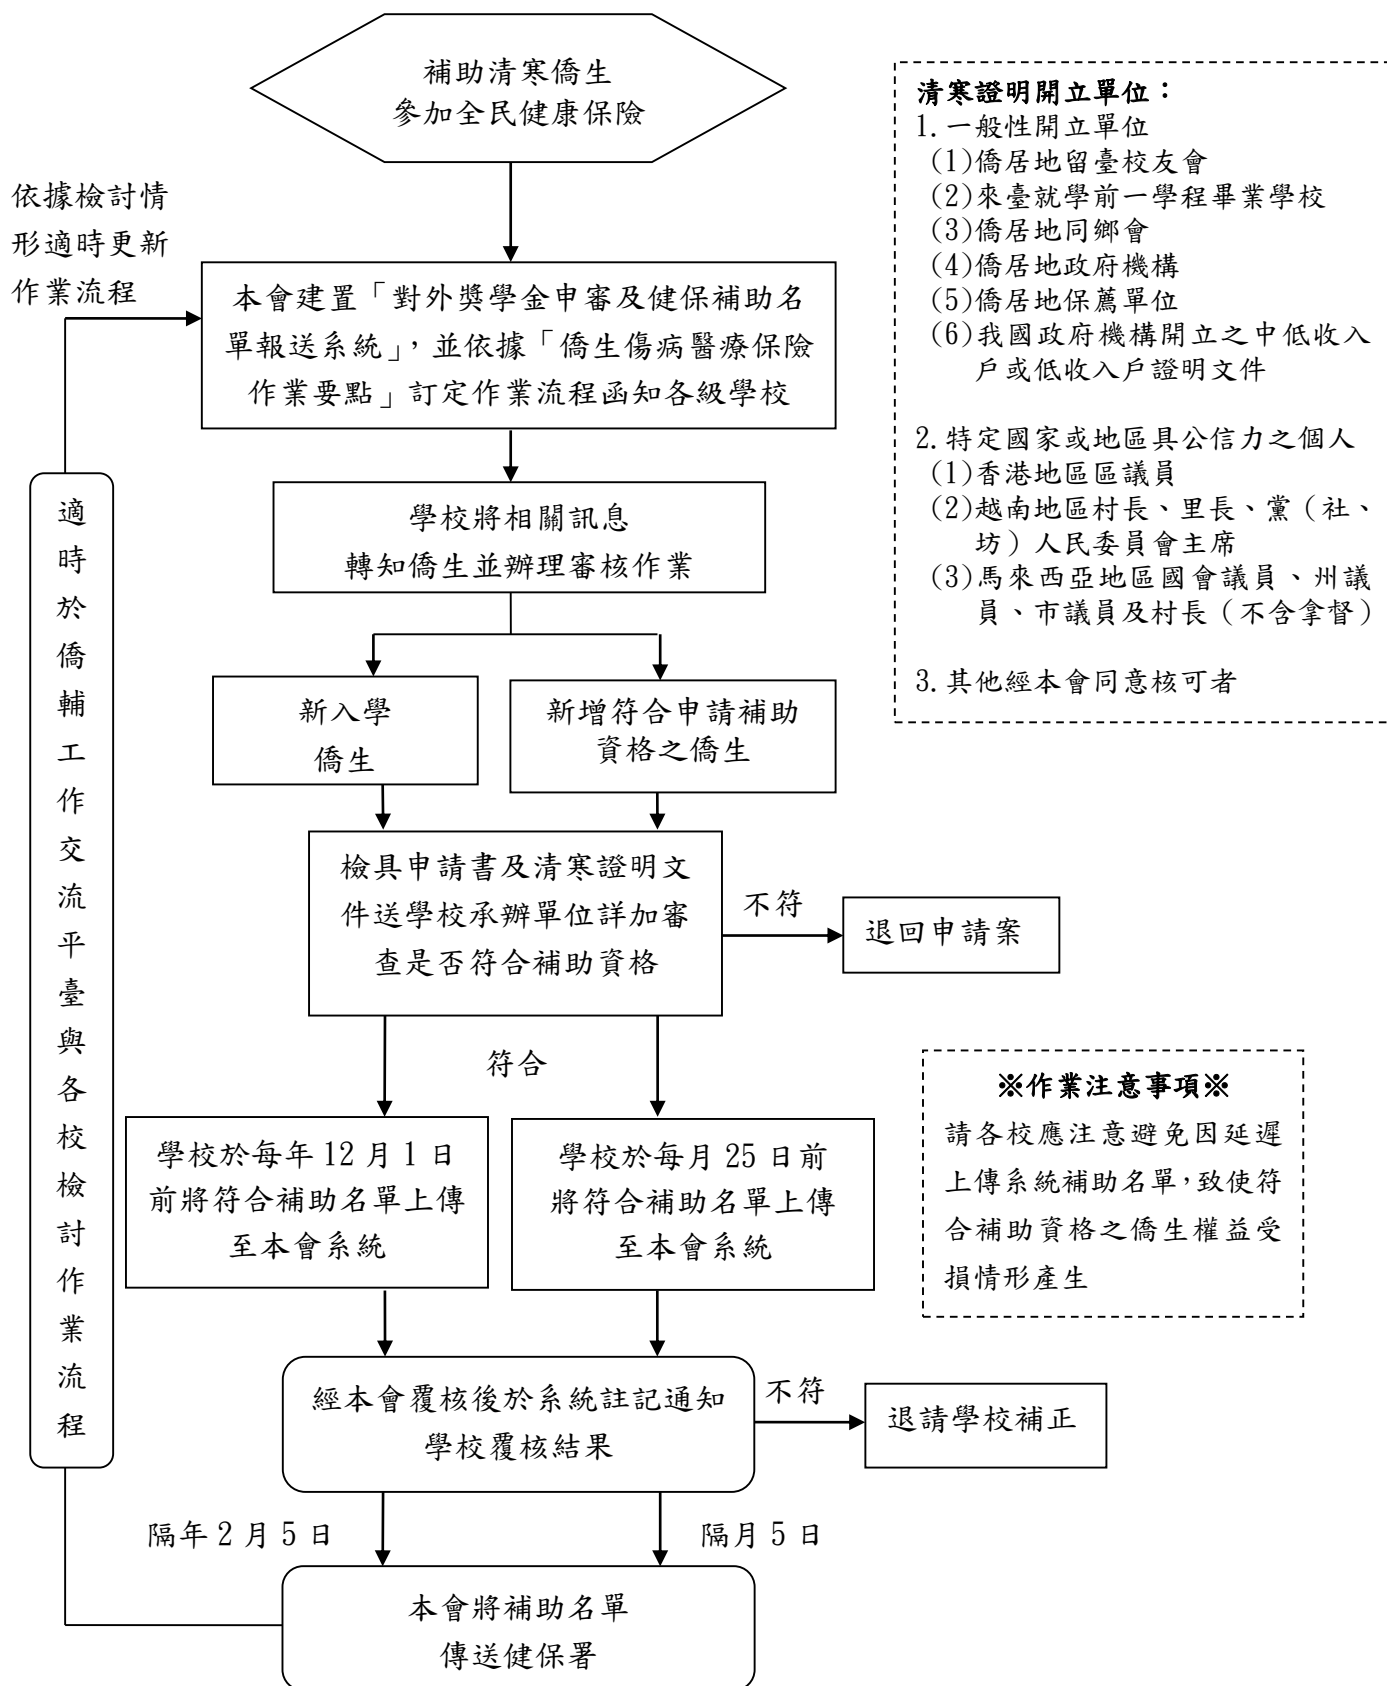 補助清寒僑生
參加全民健康保險
依據檢討情
形適時更新
作業流程
本會建置「對外獎學金申審及健保補助名
單報送系統」，並依據「僑生傷病醫療保險
作業要點」訂定作業流程函知各級學校
學校將相關訊息
轉知僑生並辦理審核作業
新入學
僑生
新增符合申請補助
資格之僑生
檢具申請書及清寒證明文
件送學校承辦單位詳加審
查是否符合補助資格
不符
退回申請案
符合
學校於每年 12 月 1 日
前將符合補助名單上傳
至本會系統
學校於每月 25 日前
將符合補助名單上傳
至本會系統
經本會覆核後於系統註記通知
學校覆核結果
不符
退請學校補正
隔年 2 月 5 日
隔月 5 日
本會將補助名單
傳送健保署
適時於僑輔工作交流平臺與各校檢討作業流程
清寒證明開立單位：
1.一般性開立單位
(1)僑居地留臺校友會
(2)來臺就學前一學程畢業學校
(3)僑居地同鄉會
(4)僑居地政府機構
(5)僑居地保薦單位
(6)我國政府機構開立之中低收入
戶或低收入戶證明文件
2.特定國家或地區具公信力之個人
(1)香港地區區議員
(2)越南地區村長、里長、黨（社、
坊）人民委員會主席
(3)馬來西亞地區國會議員、州議
員、市議員及村長（不含拿督）
3.其他經本會同意核可者
※作業注意事項※
請各校應注意避免因延遲
上傳系統補助名單，致使符
合補助資格之僑生權益受
損情形產生